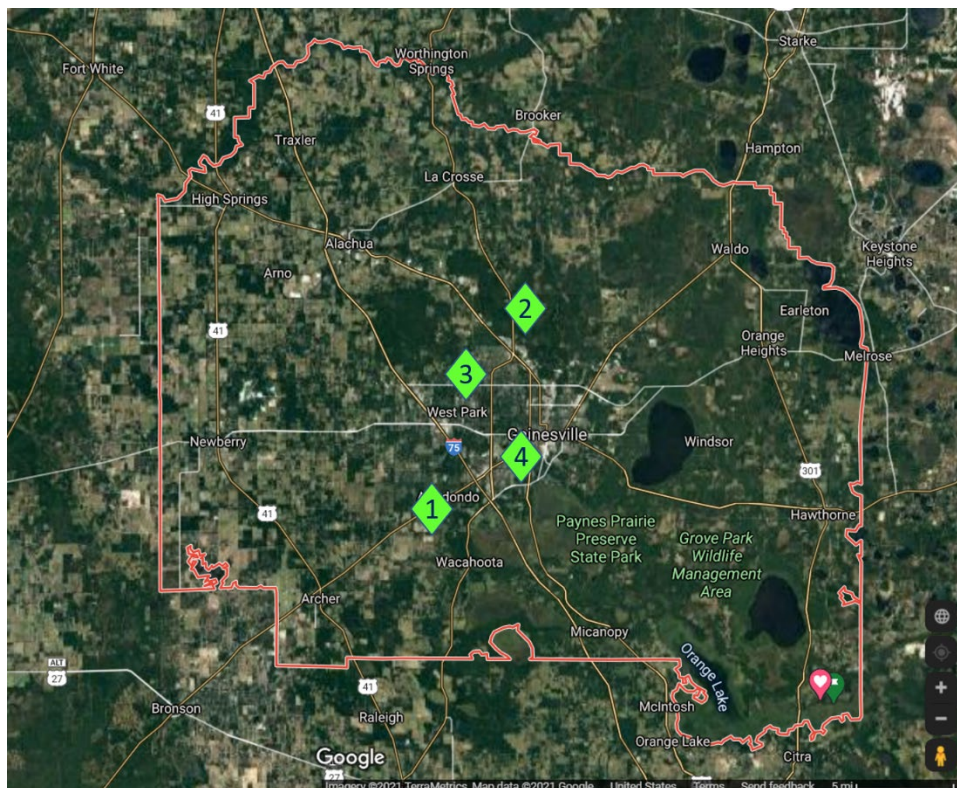 Starke
Worthington
Springs
Fort White
41
Brooker
Traxler
Hampton
La Crosse
High Springs
Alachua
Waldo
Keystone
Heights
Arno
2
Earleton
41
Orange
Heights
Melrose
3
West Park
Gainesville
Newberry
75
Windsor
4
301
1
41
Hawthorne
Paynes Prairie
Preserve
State Park
Grove Park
Wildlife
Management
Area
Wacahoota
Archer
Micanopy
ALT
27
Orange Lake
41
McIntosh
Bronson
Raleigh
Orange Lake
Citra
Google
27
Imagery ©2021 TerraMetrics, Map data ©2021 Google United States Terms Send feedback 5 mi